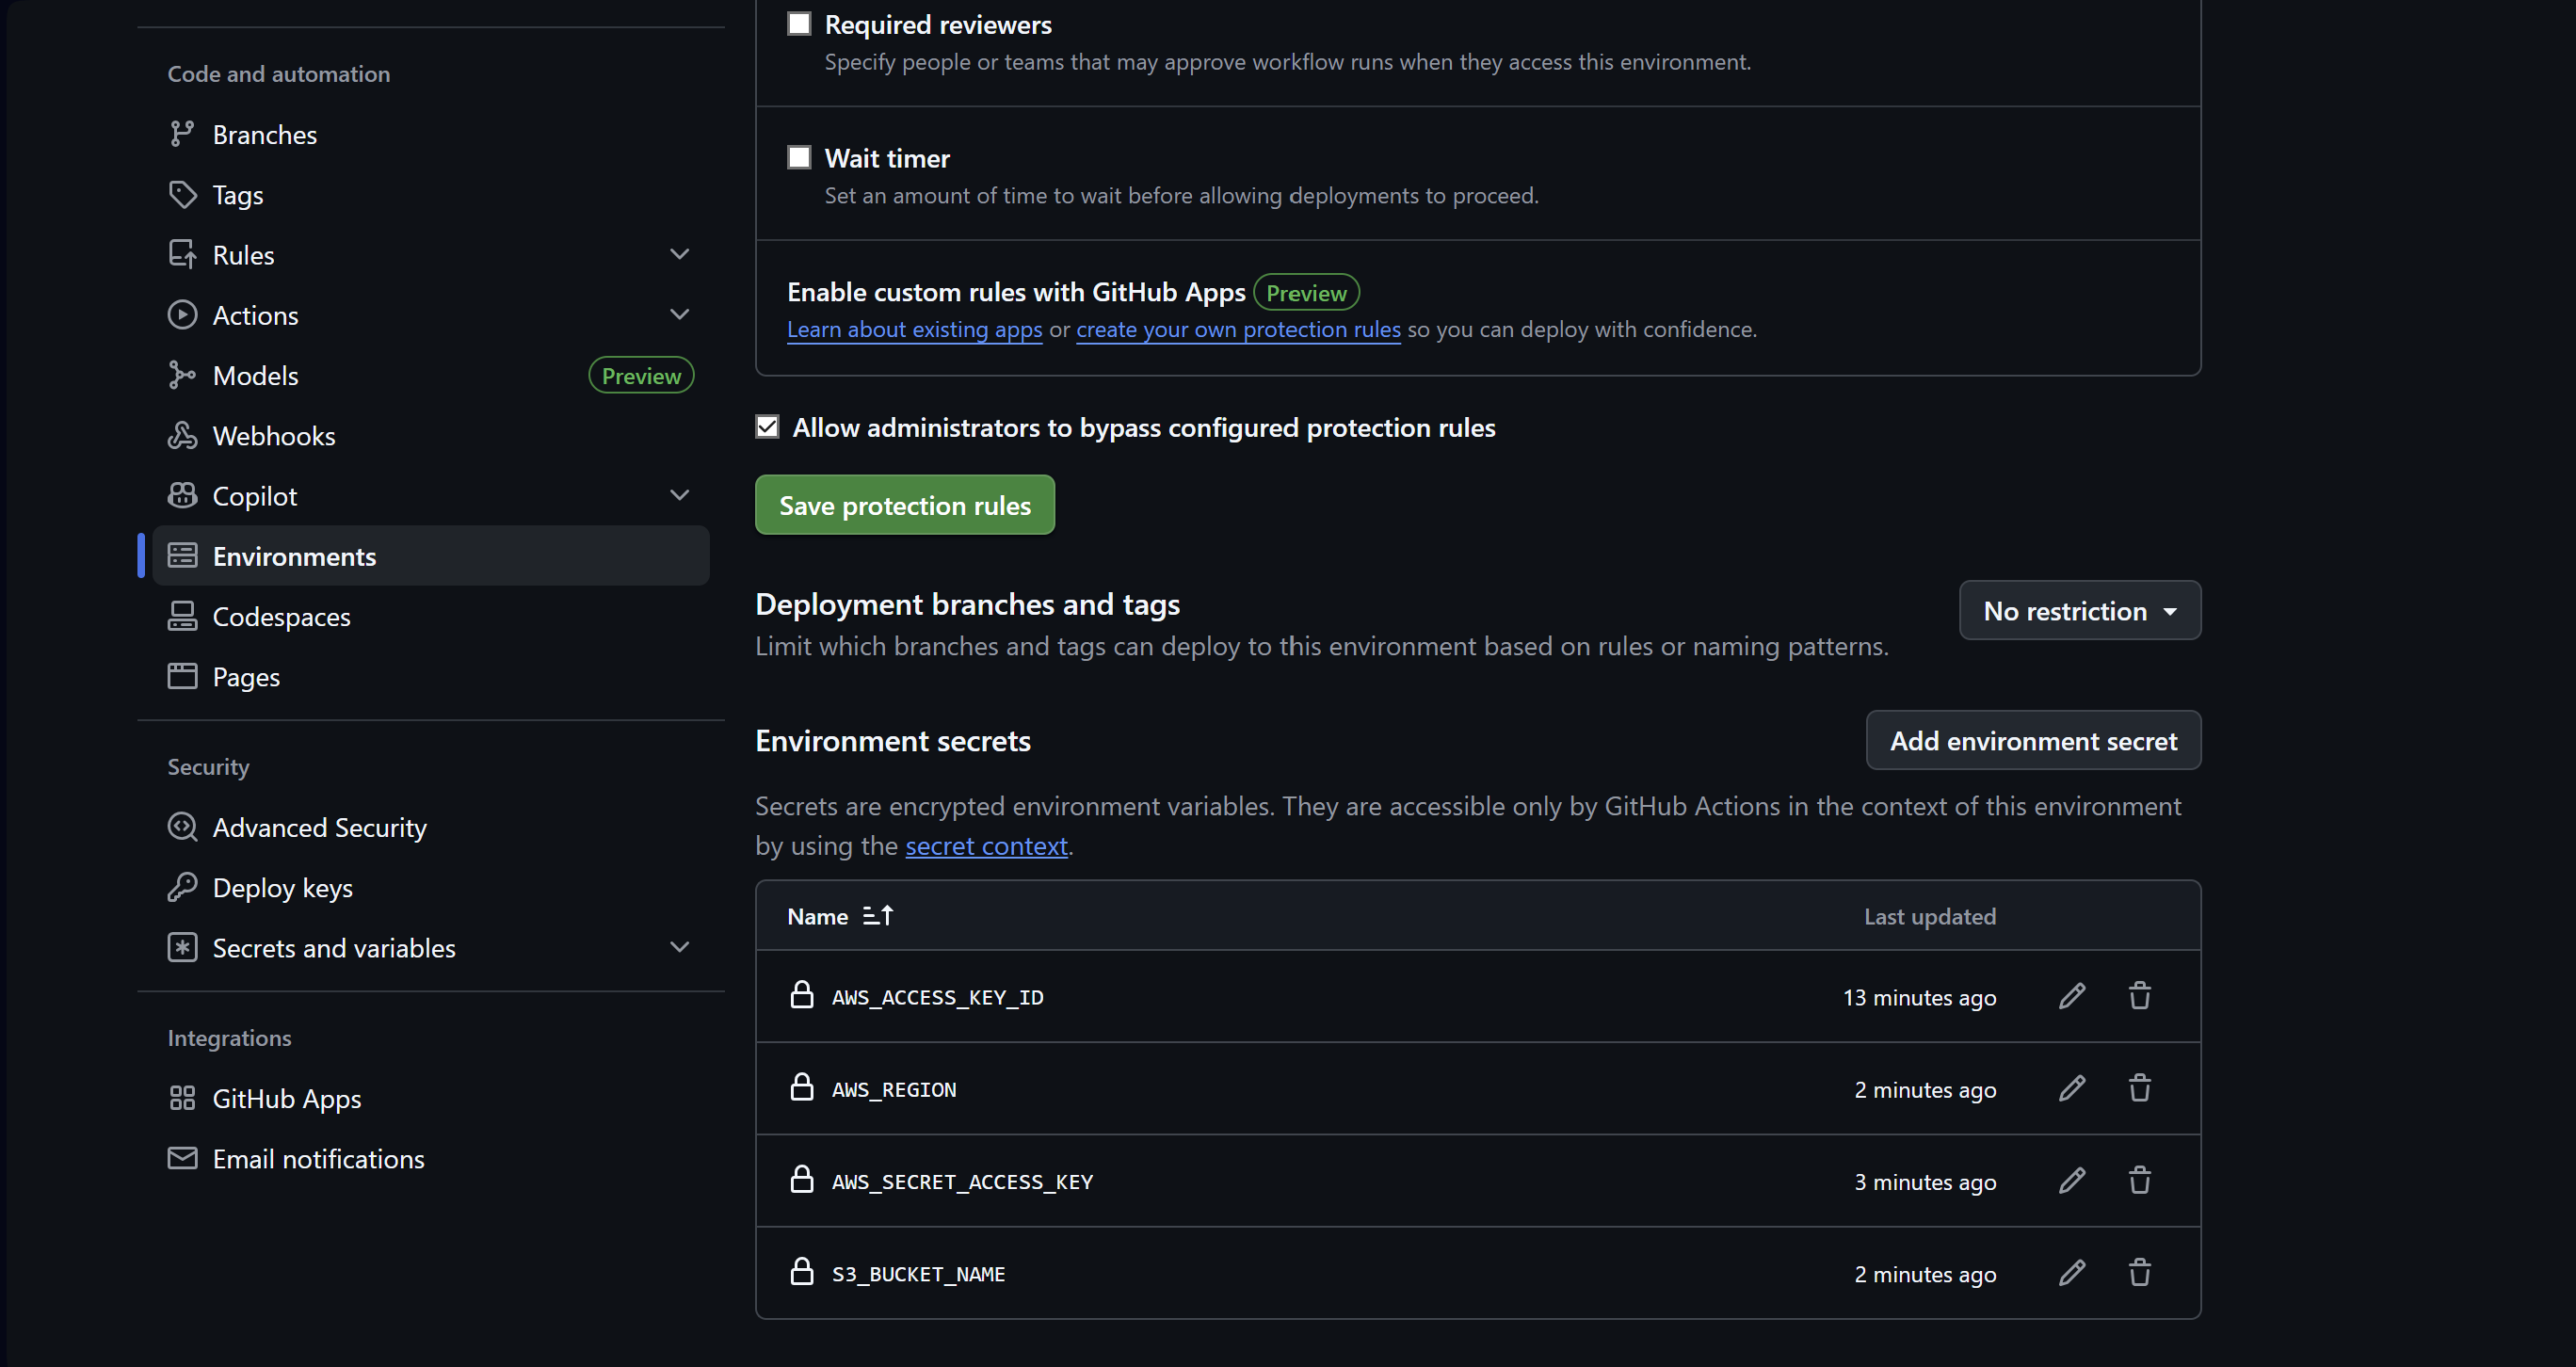 Code and automation
Branches
Tags
Rules
Actions
Models Preview
Webhooks
Copilot
Environments
Codespaces
Pages
Security
Advanced Security
Deploy keys
Secrets and variables
Integrations
GitHub Apps
Email notifications
Required reviewers
Specify people or teams that may approve workflow runs when they access this environment.
Wait timer
Set an amount of time to wait before allowing deployments to proceed.
Enable custom rules with GitHub Apps Preview
Learn about existing apps or create your own protection rules so you can deploy with confidence.
Allow administrators to bypass configured protection rules
Save protection rules
Deployment branches and tags
No restriction
Limit which branches and tags can deploy to this environment based on rules or naming patterns.
Environment secrets
Add environment secret
Secrets are encrypted environment variables. They are accessible only by GitHub Actions in the context of this environment
by using the secret context.
Name Last updated
AWS_ACCESS_KEY_ID 13 minutes ago
AWS_REGION 2 minutes ago
AWS_SECRET_ACCESS_KEY 3 minutes ago
S3_BUCKET_NAME 2 minutes ago